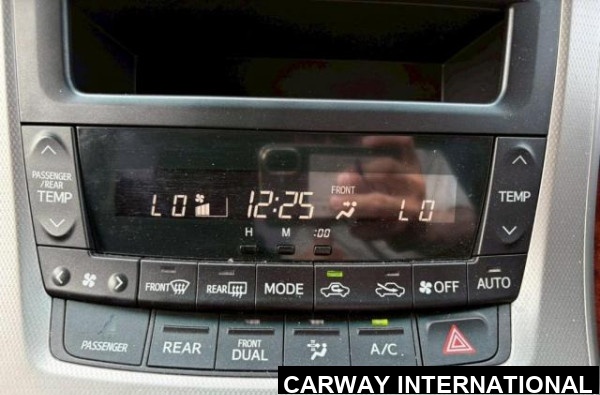 PASSENGER
/REAR
TEMP
LO 12:25 FRONT LO
TEMP
H M :00
FRONT REAR MODE OFF AUTO
PASSENGER REAR FRONT DUAL A/C
CARWAY INTERNATIONAL